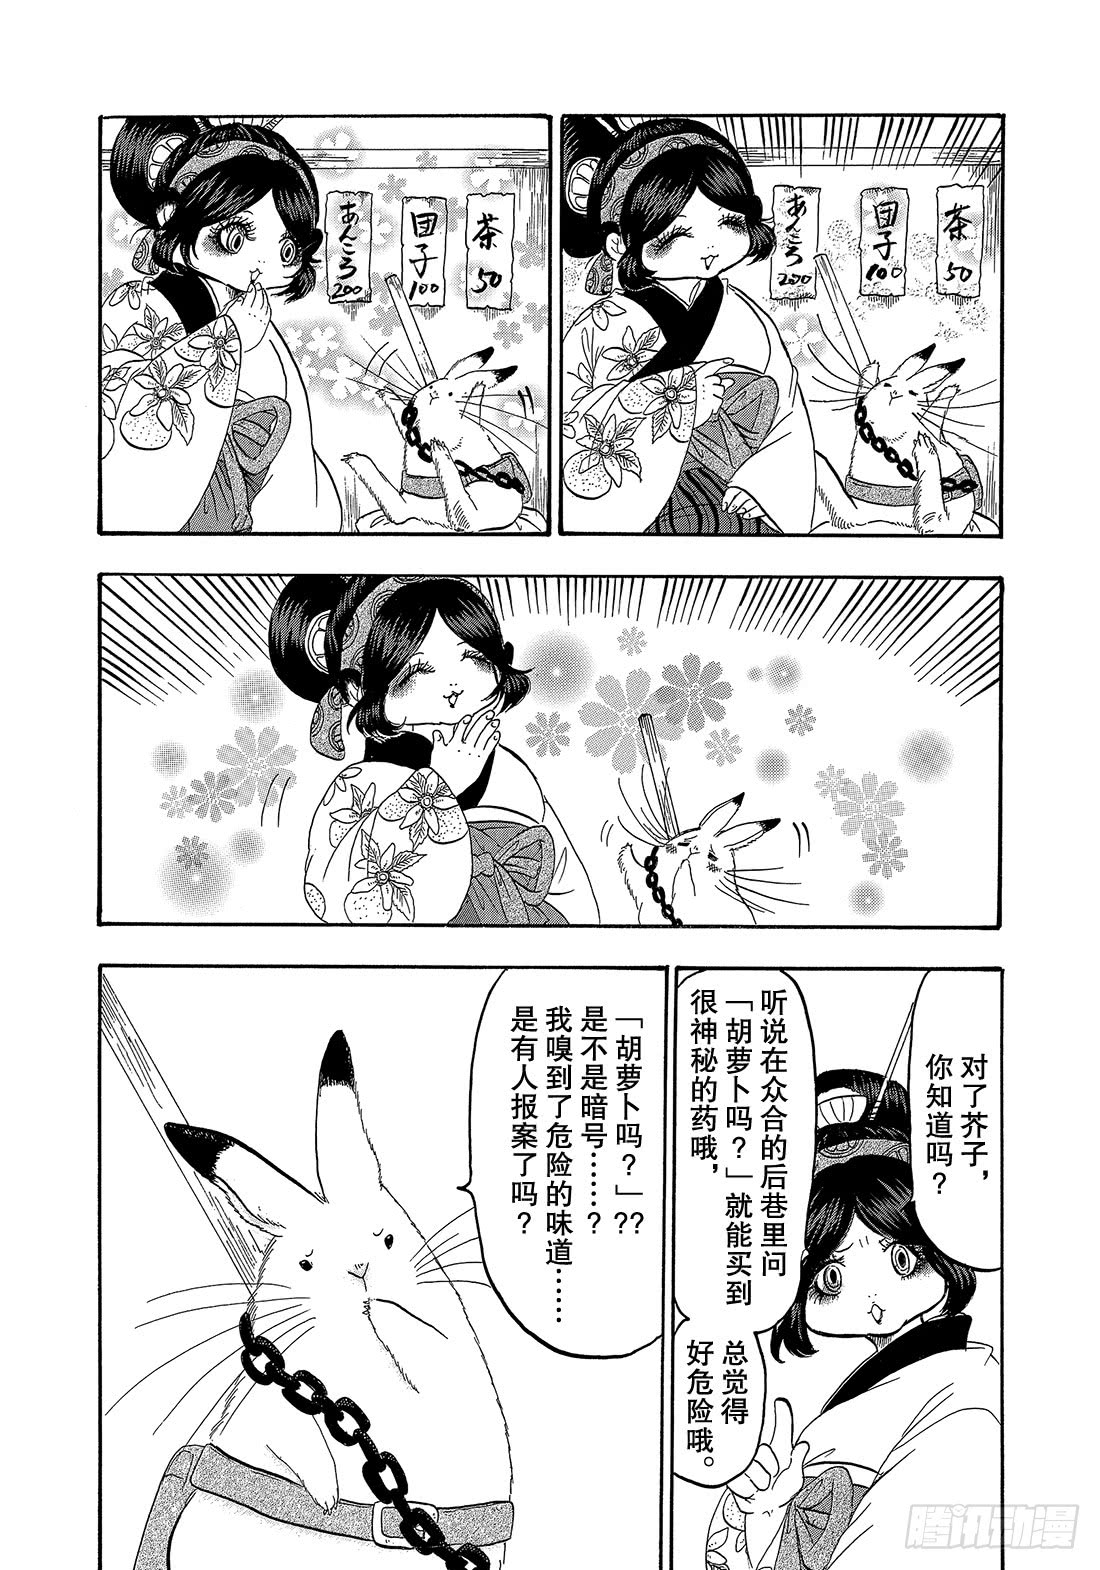 茶
50
団子
100
あんころ
200
茶
50
団子
100
あんころ
200
对了芥子，
你知道吗？
听说在众合的后巷里问
「胡萝卜吗？」就能买到
很神秘的药哦，
总觉得
好危险哦。
「胡萝卜吗？」??
是不是暗号……？
我嗅到了危险的味道……
是有人报案了吗？
腾讯动漫